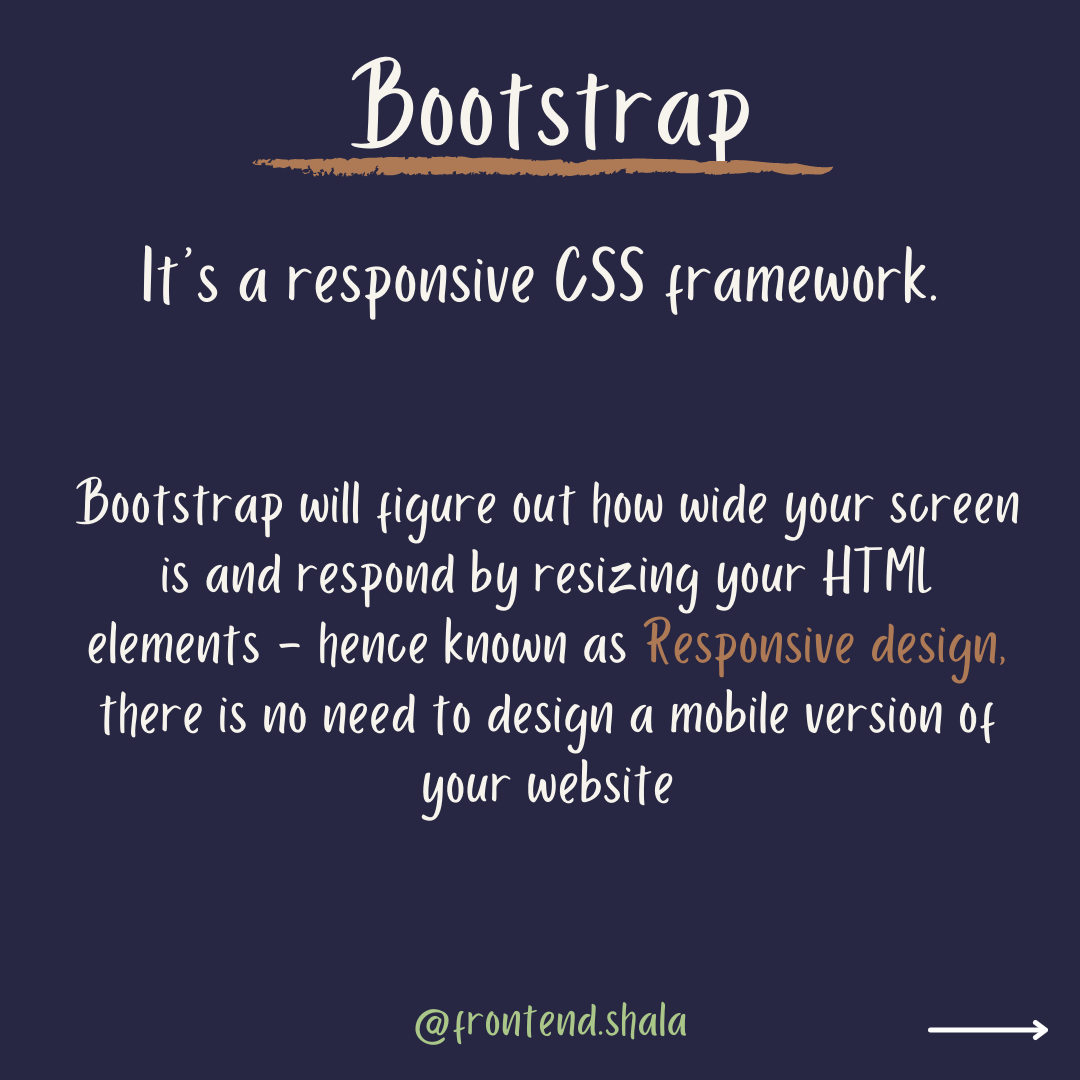 Bootstrap
It's a responsive CSS framework.
Bootstrap will figure out how wide your screen
is and respond by resizing your HTML
elements – hence known as Responsive design,
there is no need to design a mobile version of
your website
@frontend.shala